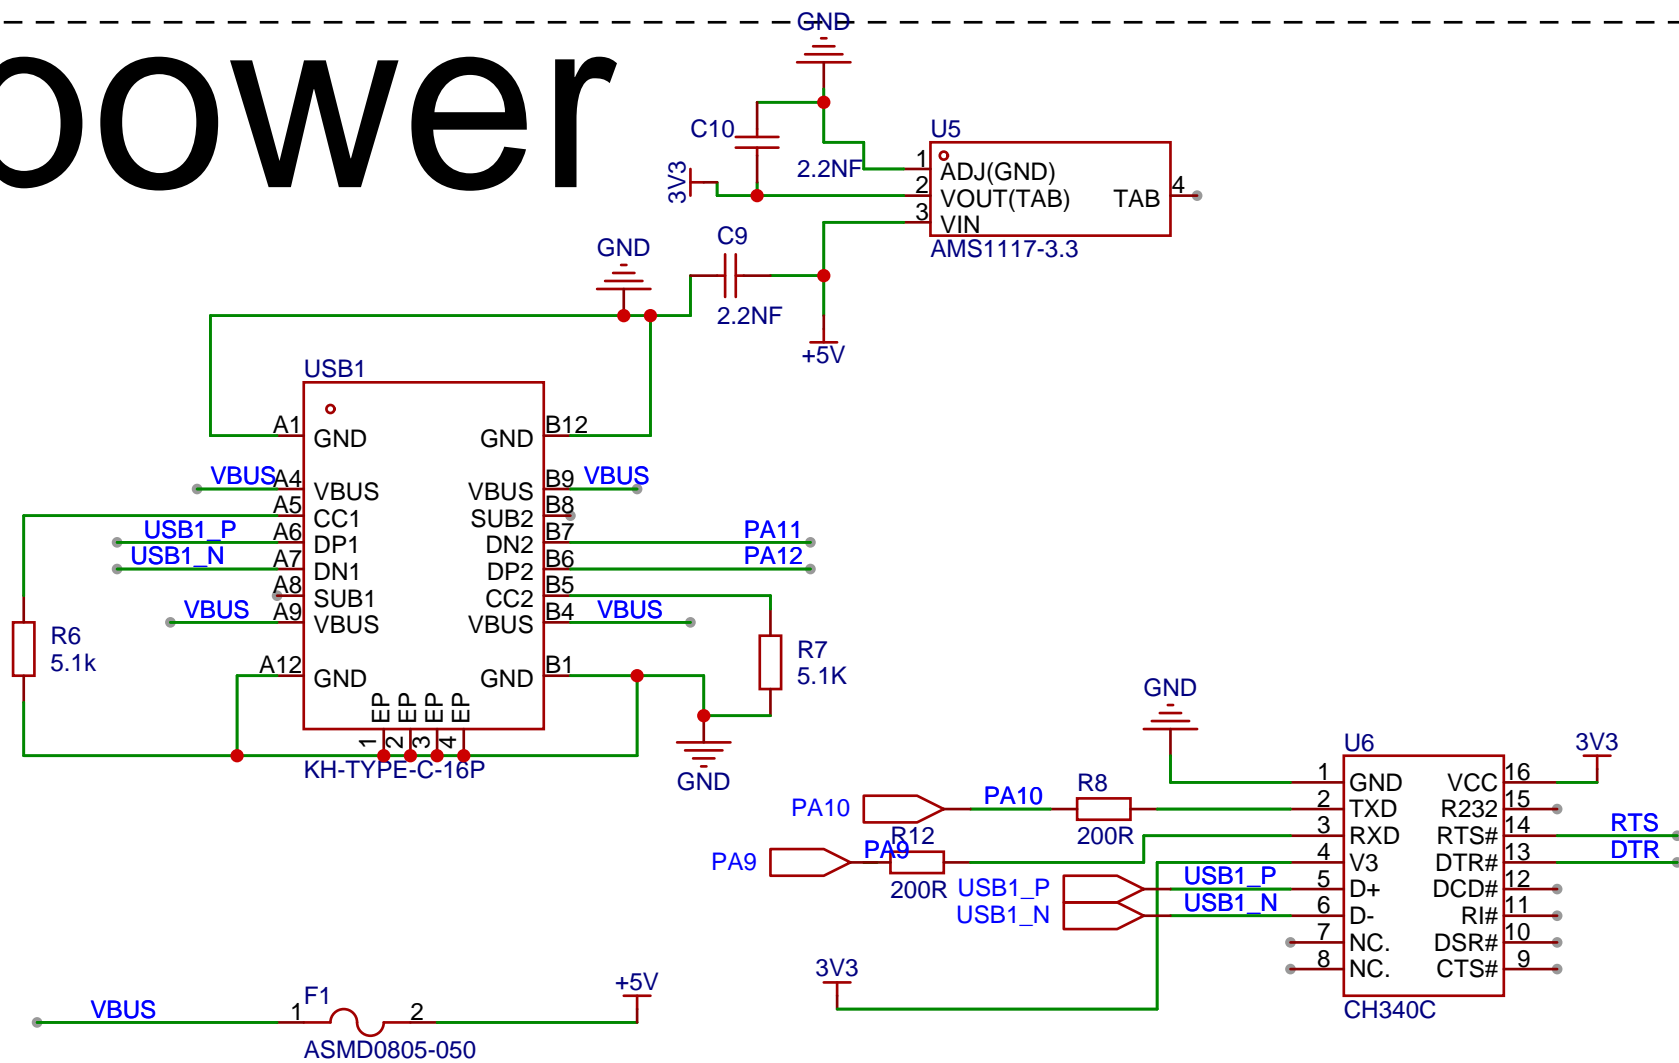 power
GND
C10
2.2NF
3V3
U5
1
ADJ(GND)
2
VOUT(TAB)
3
VIN
TAB
4
AMS1117-3.3
GND
C9
2.2NF
+5V
USB1
A1
GND
GND
B12
VBUS
A4
VBUS
VBUS
B9
VBUS
A5
CC1
SUB2
B8
USB1_P
A6
DP1
DN2
B7
PA11
USB1_N
A7
DN1
DP2
B6
PA12
A8
SUB1
CC2
B5
VBUS
A9
VBUS
VBUS
B4
VBUS
R6
5.1k
R7
5.1K
A12
GND
GND
B1
EP
EP
EP
EP
1
2
3
4
KH-TYPE-C-16P
GND
GND
U6
3V3
1
GND
VCC
16
PA10
PA10
R8
200R
2
TXD
R232
15
PA9
PA9
R12
200R
3
RXD
RTS#
14
RTS
4
V3
DTR#
13
DTR
USB1_P
USB1_P
5
D+
DCD#
12
USB1_N
USB1_N
6
D-
RI#
11
7
NC.
DSR#
10
8
NC.
CTS#
9
CH340C
3V3
VBUS
1
F1
2
+5V
ASMD0805-050